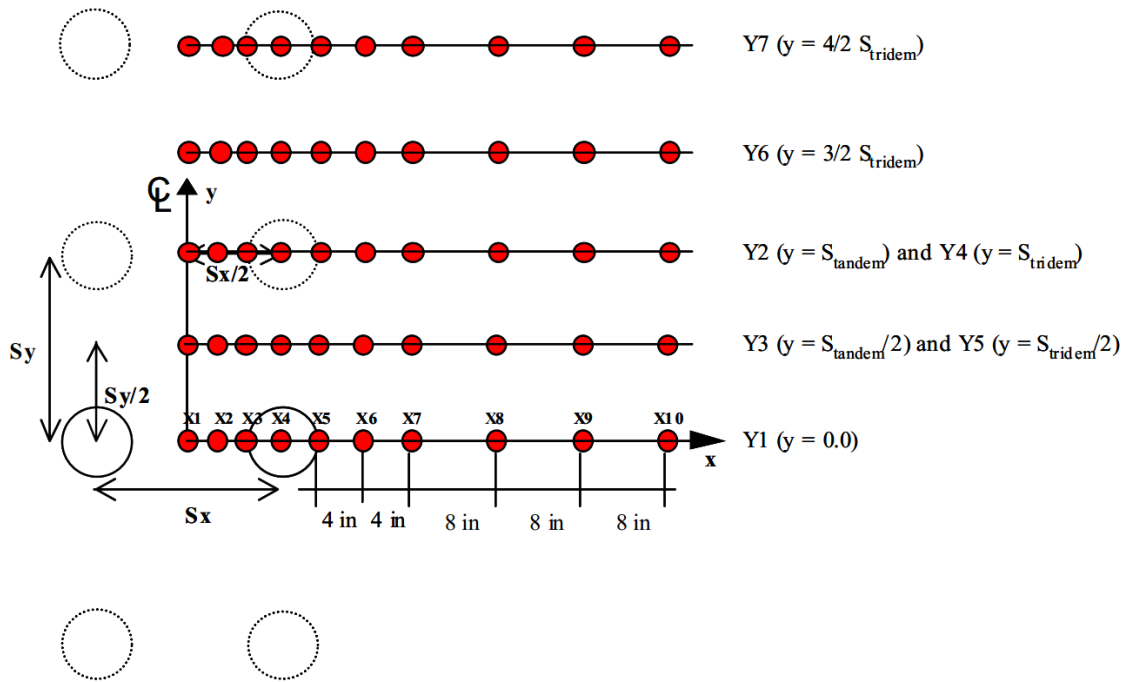 Y7 (y = 4/2 Stridem)
Y6 (y = 3/2 Stridem)
℄ y
Y2 (y = Standem) and Y4 (y = Stridem)
Sx/2
Sy
Y3 (y = Standem/2) and Y5 (y = Stridem/2)
Sy/2
X1 X2 X3 X4 X5 X6 X7 X8 X9 X10
Y1 (y = 0.0)
x
Sx
4 in 4 in 8 in 8 in 8 in